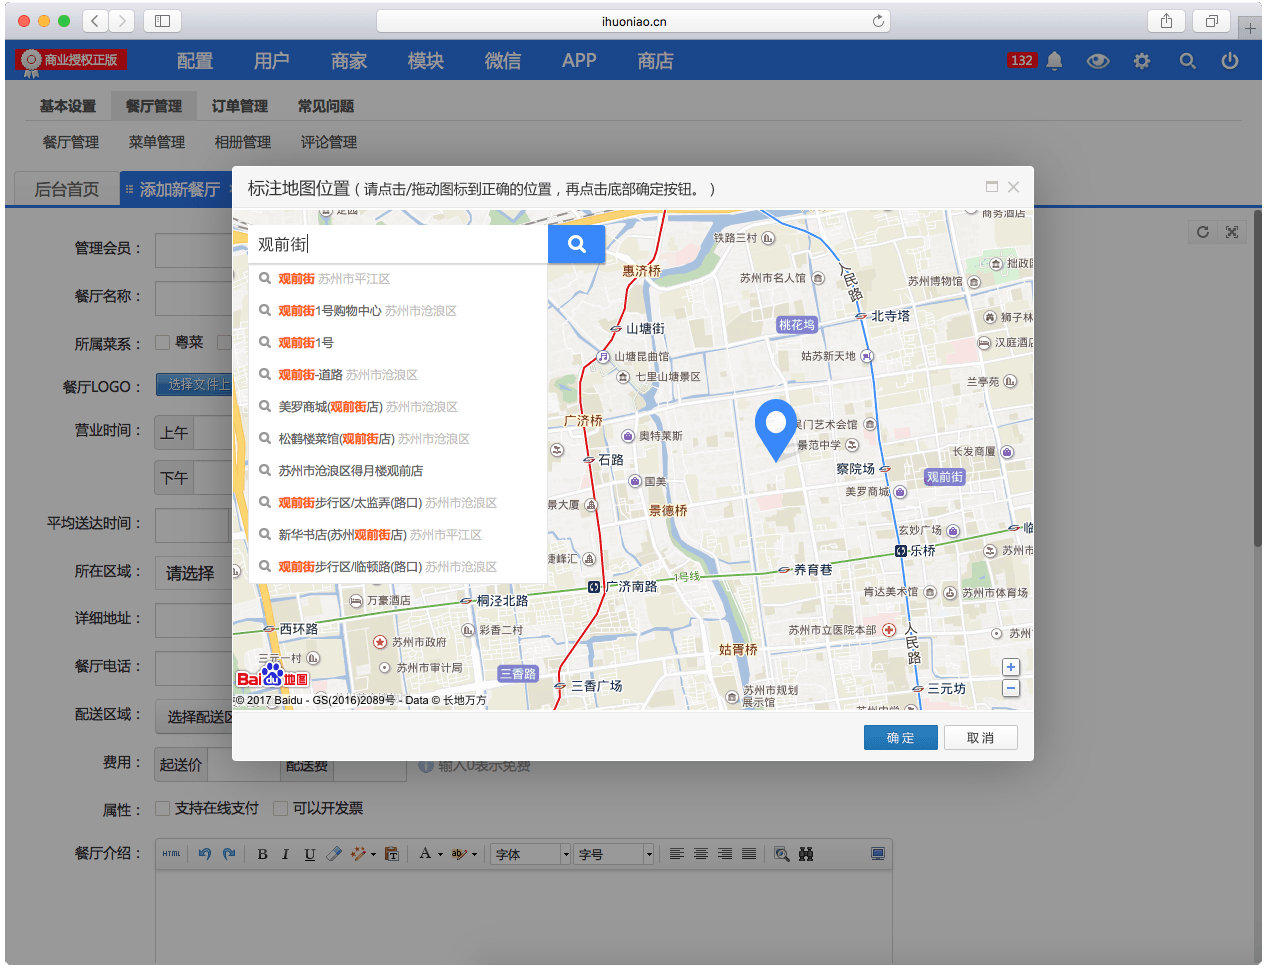 ihuoniao.cn
商业授权正版
配置 用户 商家 模块 微信 APP 商店
132
基本设置 餐厅管理 订单管理 常见问题
餐厅管理 菜单管理 相册管理 评论管理
后台首页 添加新餐厅
标注地图位置（请点击/拖动图标到正确的位置，再点击底部确定按钮。）
管理会员：
餐厅名称：
所属菜系： 粤菜
餐厅LOGO： 选择文件上
营业时间： 上午
下午
平均送达时间：
所在区域： 请选择
详细地址：
餐厅电话：
配送区域： 选择配送区
费用： 起送价 配送费 输入0表示免费
属性： 支持在线支付 可以开发票
餐厅介绍：
HTML B I U A ab 字体 字号
观前街
观前街 苏州市平江区
观前街1号购物中心 苏州市沧浪区
观前街1号
观前街-道路 苏州市沧浪区
美罗商城(观前街店) 苏州市沧浪区
松鹤楼菜馆(观前街店) 苏州市沧浪区
苏州市沧浪区得月楼观前店
观前街步行区/太监弄(路口) 苏州市沧浪区
新华书店(苏州观前街店) 苏州市平江区
观前街步行区/临顿路(路口) 苏州市沧浪区
商务酒店
铁路三村
惠济桥
苏州市名人馆
人民路
苏州博物馆
拙政园
山塘街
桃花坞
北寺塔
狮子林
山塘昆曲馆
姑苏新天地
汉庭酒店
七里山塘景区
兰亭苑
广济桥
吴门艺术会馆
奥特莱斯
景范中学
长发商厦
石路
察院场
观前街
国美
美罗商城
景大厦
景德桥
玄妙广场
临
乐桥
苏州市
捷峰汇
1号线
养育巷
广济南路
肯达美术馆
苏州市体育场
万豪酒店
桐泾北路
西环路
彩香二村
苏州市立医院本部
人民路
苏州
苏州市政府
三元一村
苏州市审计局
姑胥桥
三香路
三香广场
苏州市规划
展示馆
三元坊
Baidu地图
© 2017 Baidu - GS(2016)2089号 - Data © 长地万方
确定 取消